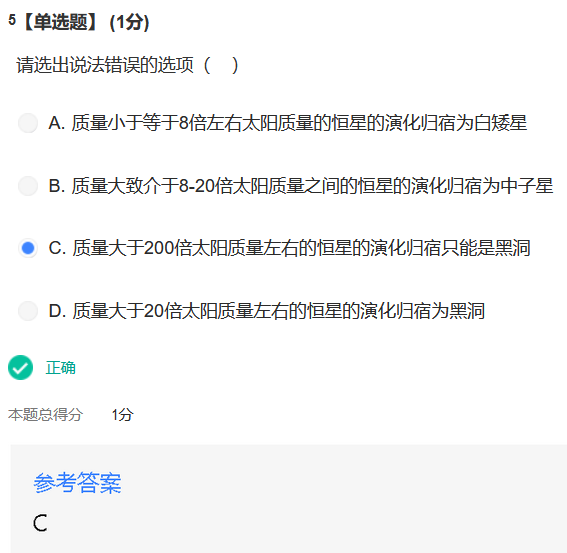 5【单选题】 (1分)
请选出说法错误的选项（ ）
A. 质量小于等于8倍左右太阳质量的恒星的演化归宿为白矮星
B. 质量大致介于8-20倍太阳质量之间的恒星的演化归宿为中子星
C. 质量大于200倍太阳质量左右的恒星的演化归宿只能是黑洞
D. 质量大于20倍太阳质量左右的恒星的演化归宿为黑洞
正确
本题总得分 1分
参考答案
C